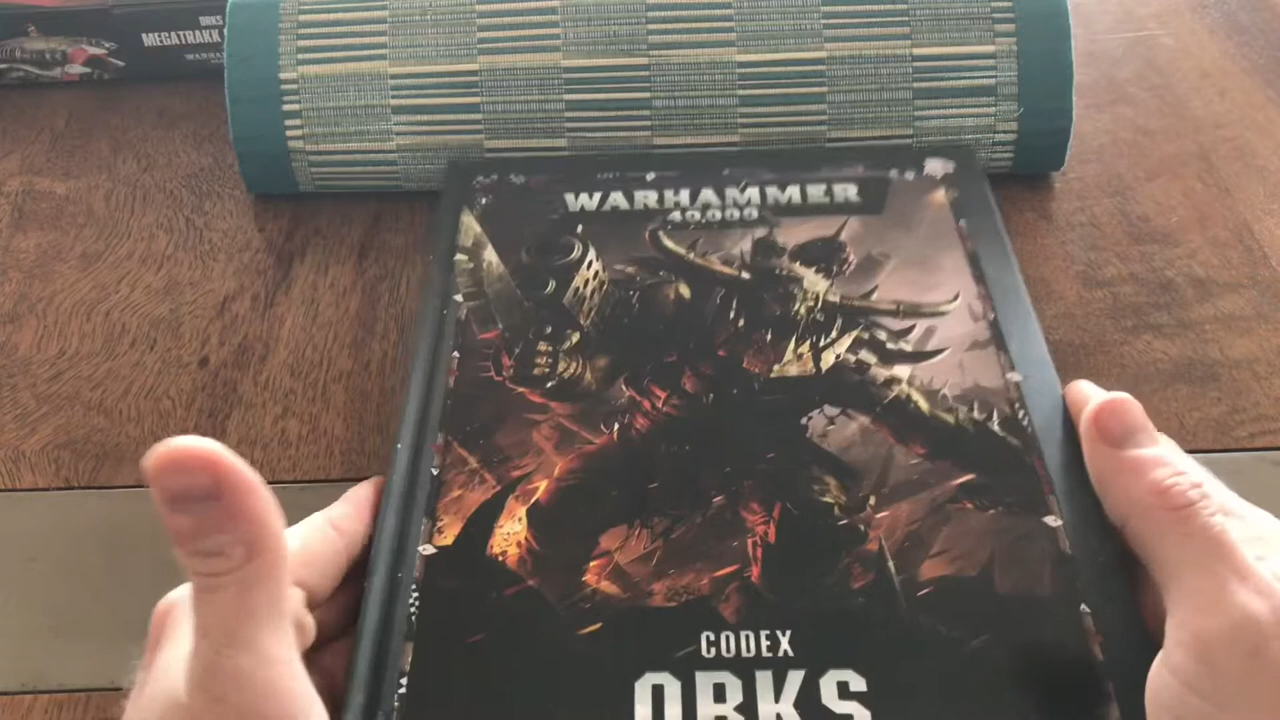 ORKS
MEGATRAKK
WARHAMMER
40,000
CODEX
ORKS